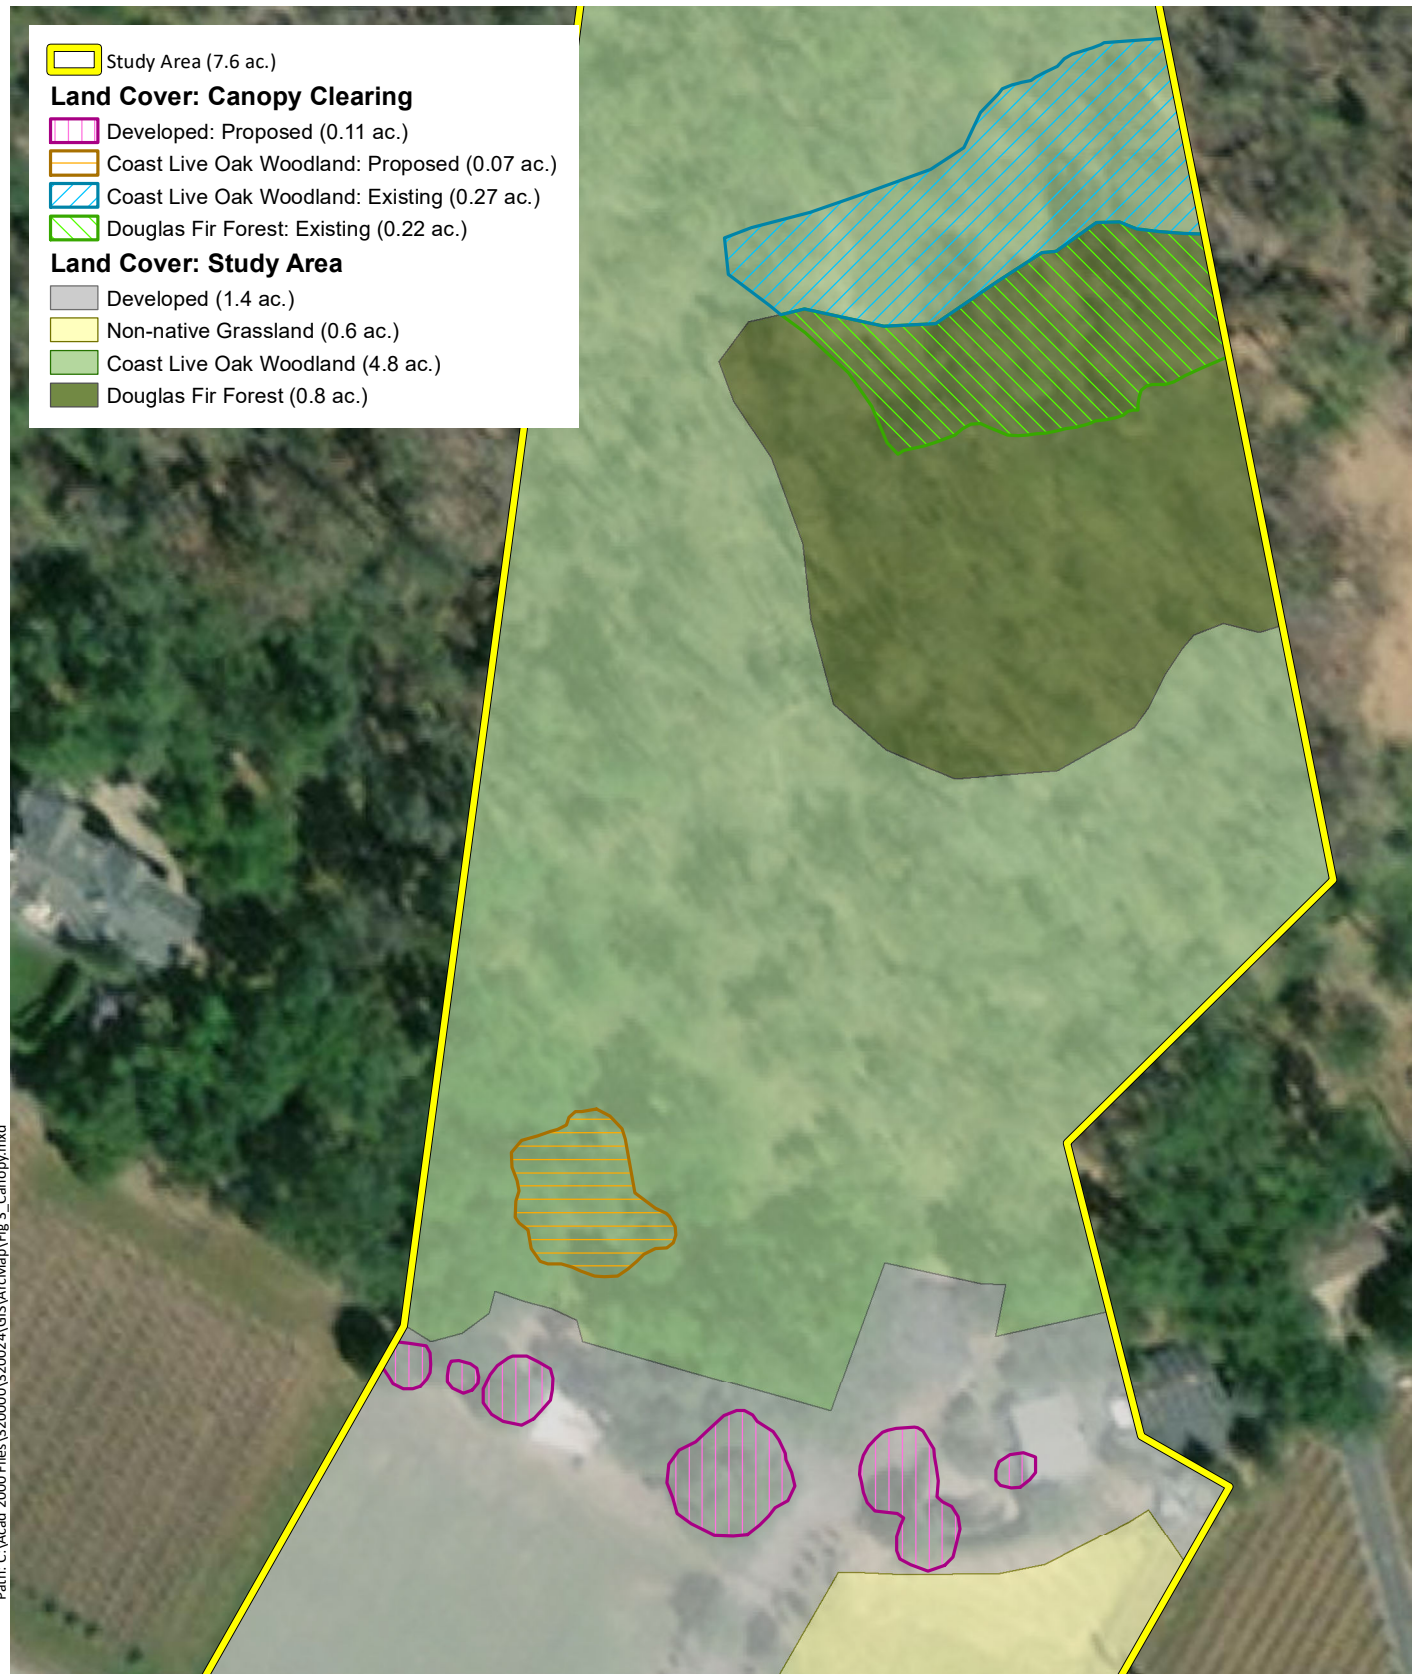 Study Area (7.6 ac.)
Land Cover: Canopy Clearing
Developed: Proposed (0.11 ac.)
Coast Live Oak Woodland: Proposed (0.07 ac.)
Coast Live Oak Woodland: Existing (0.27 ac.)
Douglas Fir Forest: Existing (0.22 ac.)
Land Cover: Study Area
Developed (1.4 ac.)
Non-native Grassland (0.6 ac.)
Coast Live Oak Woodland (4.8 ac.)
Douglas Fir Forest (0.8 ac.)